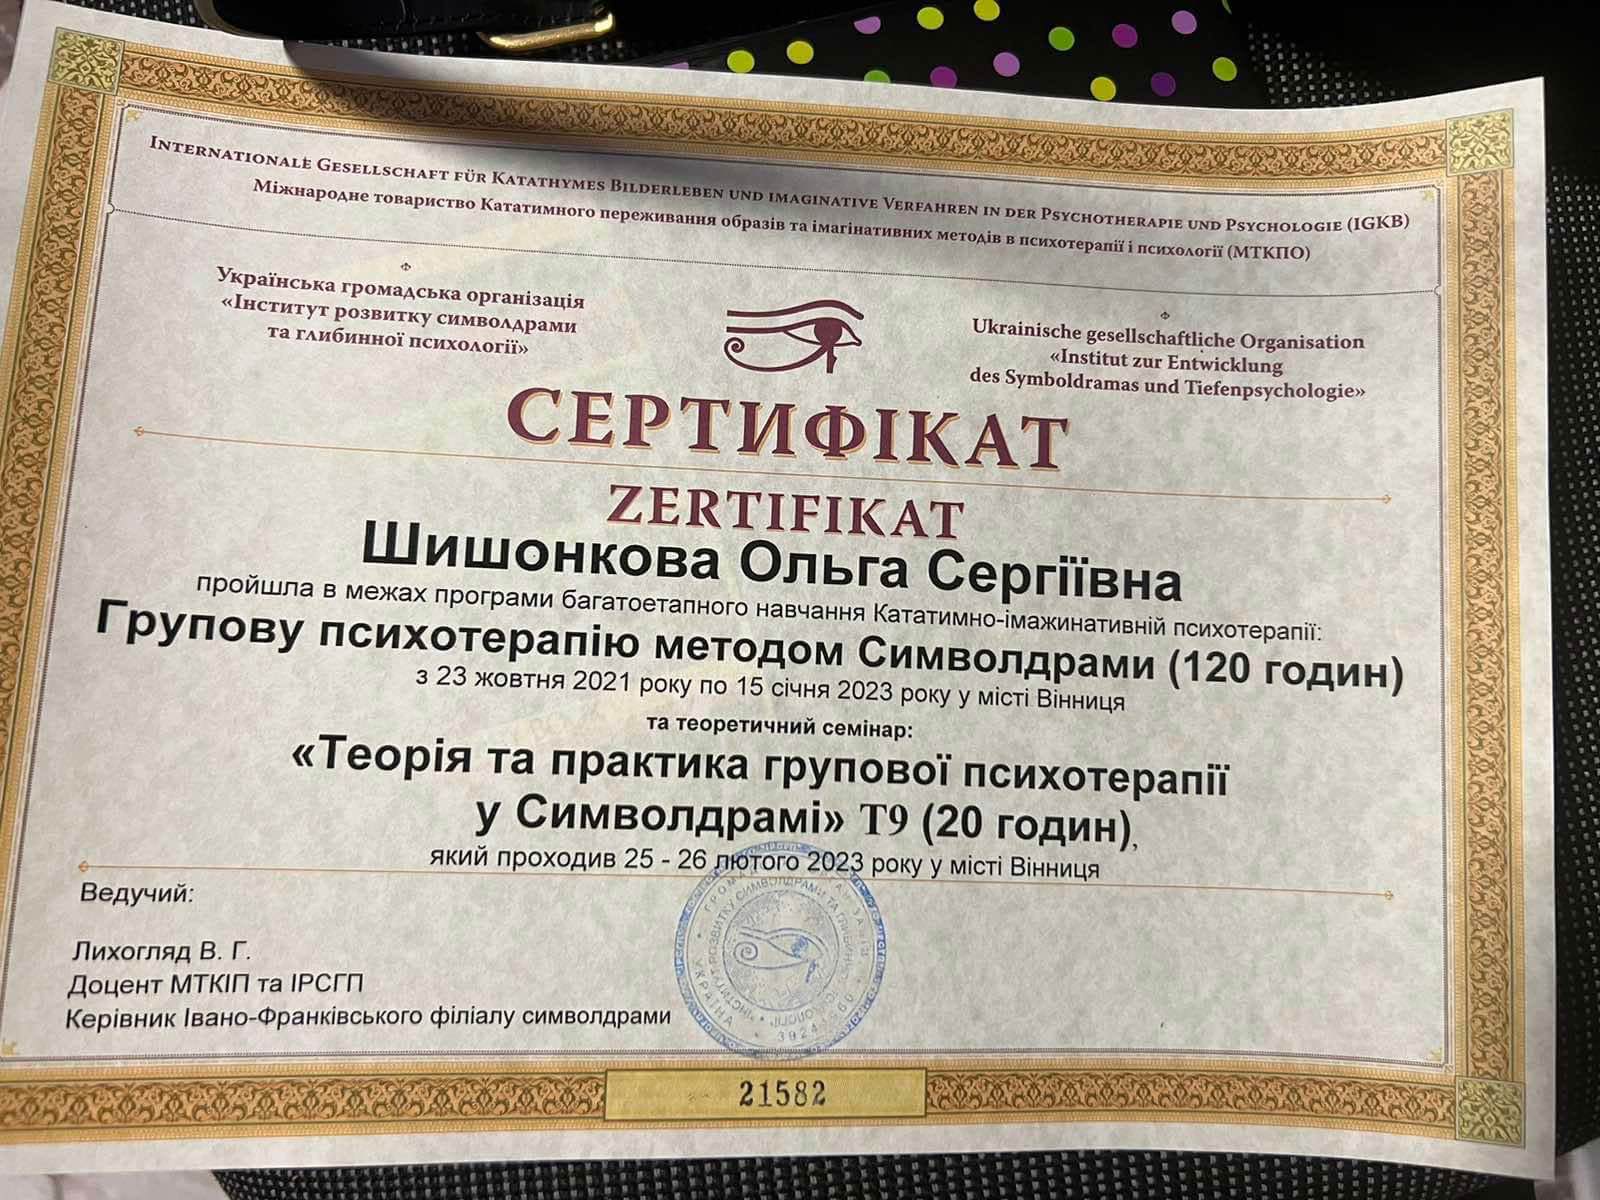 Internationale Gesellschaft für Katathymes Bilderleben und imaginative Verfahren in der Psychotherapie und Psychologie (IGKB)
Міжнародне товариство Кататимного переживання образів та імагінативних методів в психотерапії і психології (МТКПО)
Українська громадська організація
«Інститут розвитку символдрами
та глибинної психології»
Ukrainische gesellschaftliche Organisation
«Institut zur Entwicklung
des Symboldramas und Tiefenpsychologie»
СЕРТИФІКАТ
ZERTIFIKAT
Шишонкова Ольга Сергіївна
пройшла в межах програми багатоетапного навчання Кататимно-імажинативній психотерапії:
Групову психотерапію методом Символдрами (120 годин)
з 23 жовтня 2021 року по 15 січня 2023 року у місті Вінниця
та теоретичний семінар:
«Теорія та практика групової психотерапії
у Символдрамі» Т9 (20 годин),
який проходив 25 - 26 лютого 2023 року у місті Вінниця
Ведучий:
Лихогляд В. Г.
Доцент МТКІП та ІРСГП
Керівник Івано-Франківського філіалу символдрами
УКРАЇНА
21582